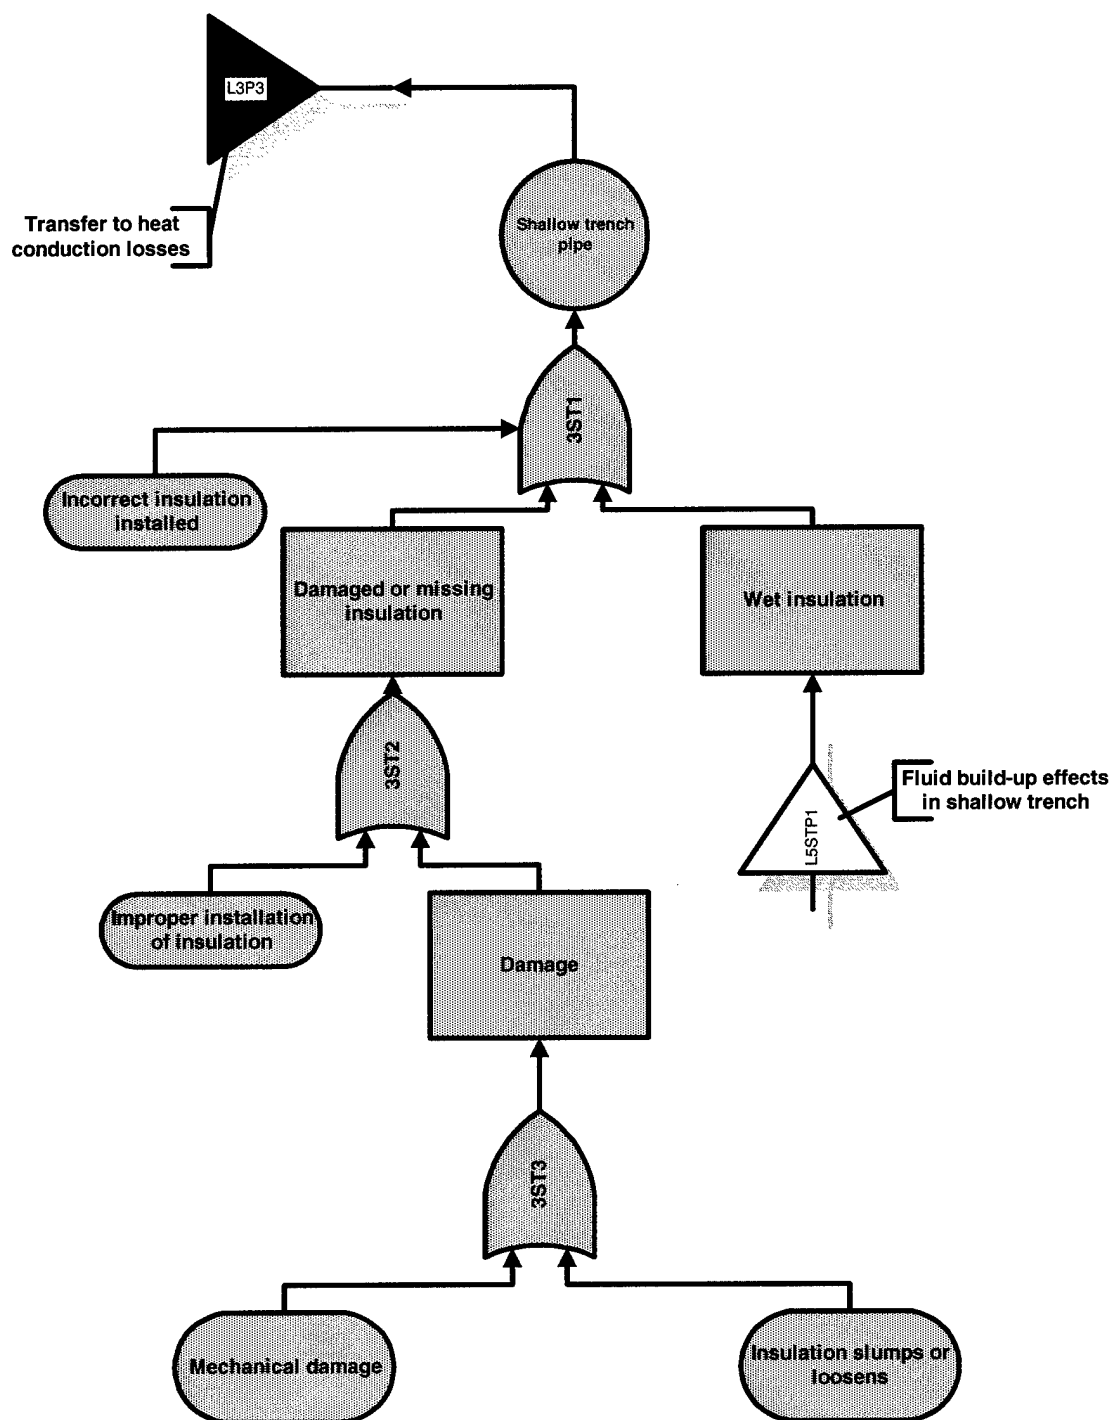 L3P3
Transfer to heat
conduction losses
Shallow trench
pipe
3ST1
Incorrect insulation
installed
Damaged or missing
insulation
Wet insulation
3ST2
L5STP1
Fluid build-up effects
in shallow trench
Improper installation
of insulation
Damage
3ST3
Mechanical damage
Insulation slumps or
loosens